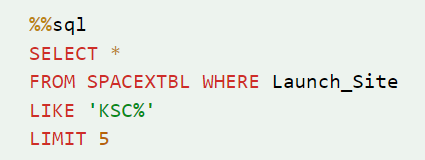 %%sql
SELECT *
FROM SPACEXTBL WHERE Launch_Site
LIKE 'KSC%'
LIMIT 5